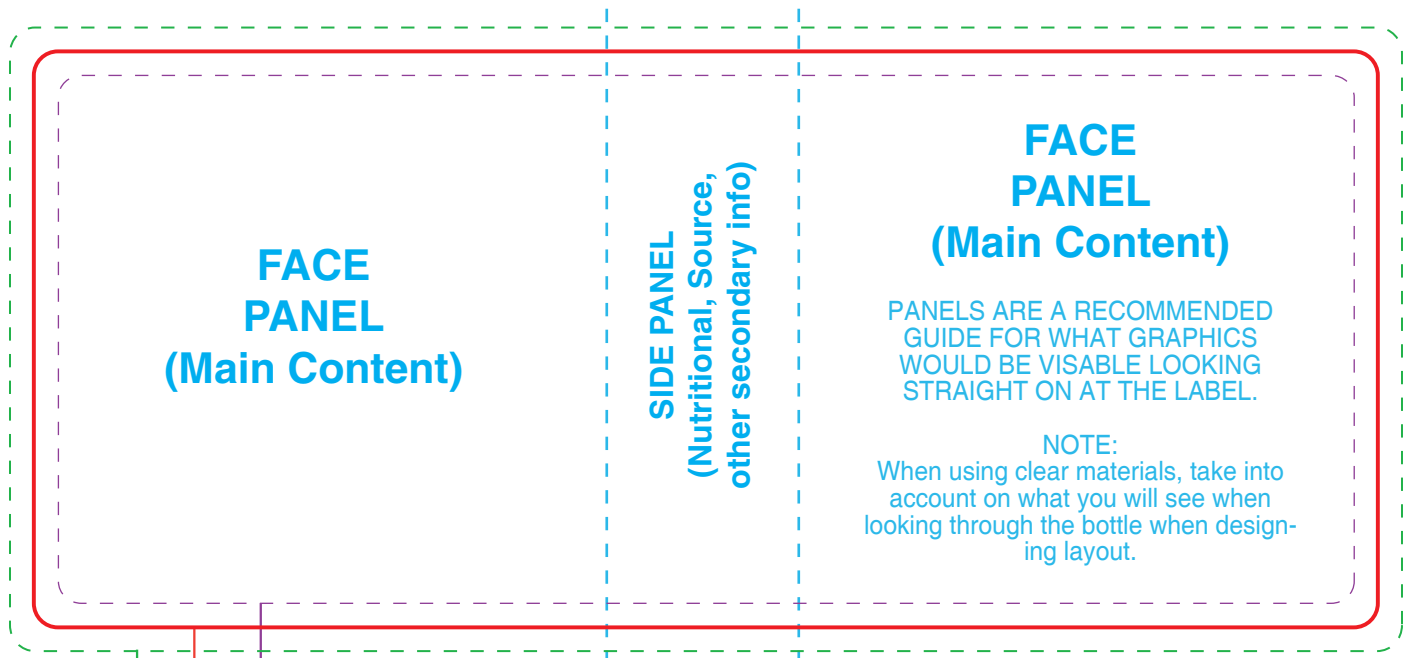 FACE
PANEL
(Main Content)
SIDE PANEL
(Nutritional, Source,
other secondary info)
FACE
PANEL
(Main Content)
PANELS ARE A RECOMMENDED
GUIDE FOR WHAT GRAPHICS
WOULD BE VISABLE LOOKING
STRAIGHT ON AT THE LABEL.
NOTE:
When using clear materials, take into
account on what you will see when
looking through the bottle when design-
ing layout.